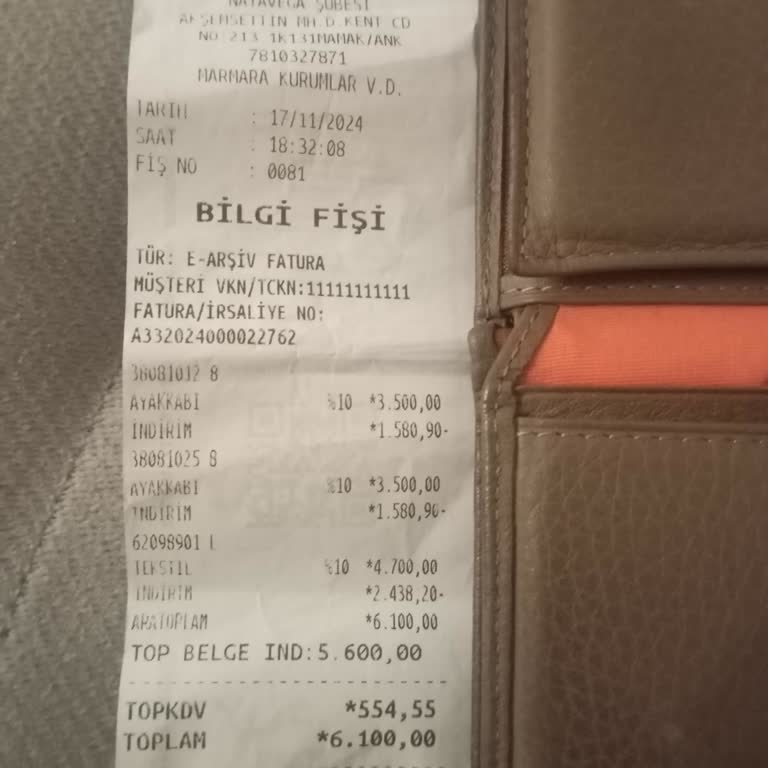 NATAVEGA ŞUBESİ
AKŞEMSETTİN MH.D.KENT CD
NO 213 1K131MAMAK/ANK
7810327871
MARMARA KURUMLAR V.D.
TARİH : 17/11/2024
SAAT : 18:32:08
FİŞ NO : 0081
BİLGİ FİŞİ
TÜR: E-ARŞİV FATURA
MÜŞTERİ VKN/TCKN:11111111111
FATURA/İRSALİYE NO:
A332024000022762
38081012 8
AYAKKABI %10 *3.500,00
İNDİRİM *1.580,90-
38081025 8
AYAKKABI %10 *3.500,00
İNDİRİM *1.580,90-
62098901 L
TEKSTİL %10 *4.700,00
İNDİRİM *2.438,20-
ARATOPLAM *6.100,00
TOP BELGE IND:5.600,00
TOPKDV *554,55
TOPLAM *6.100,00